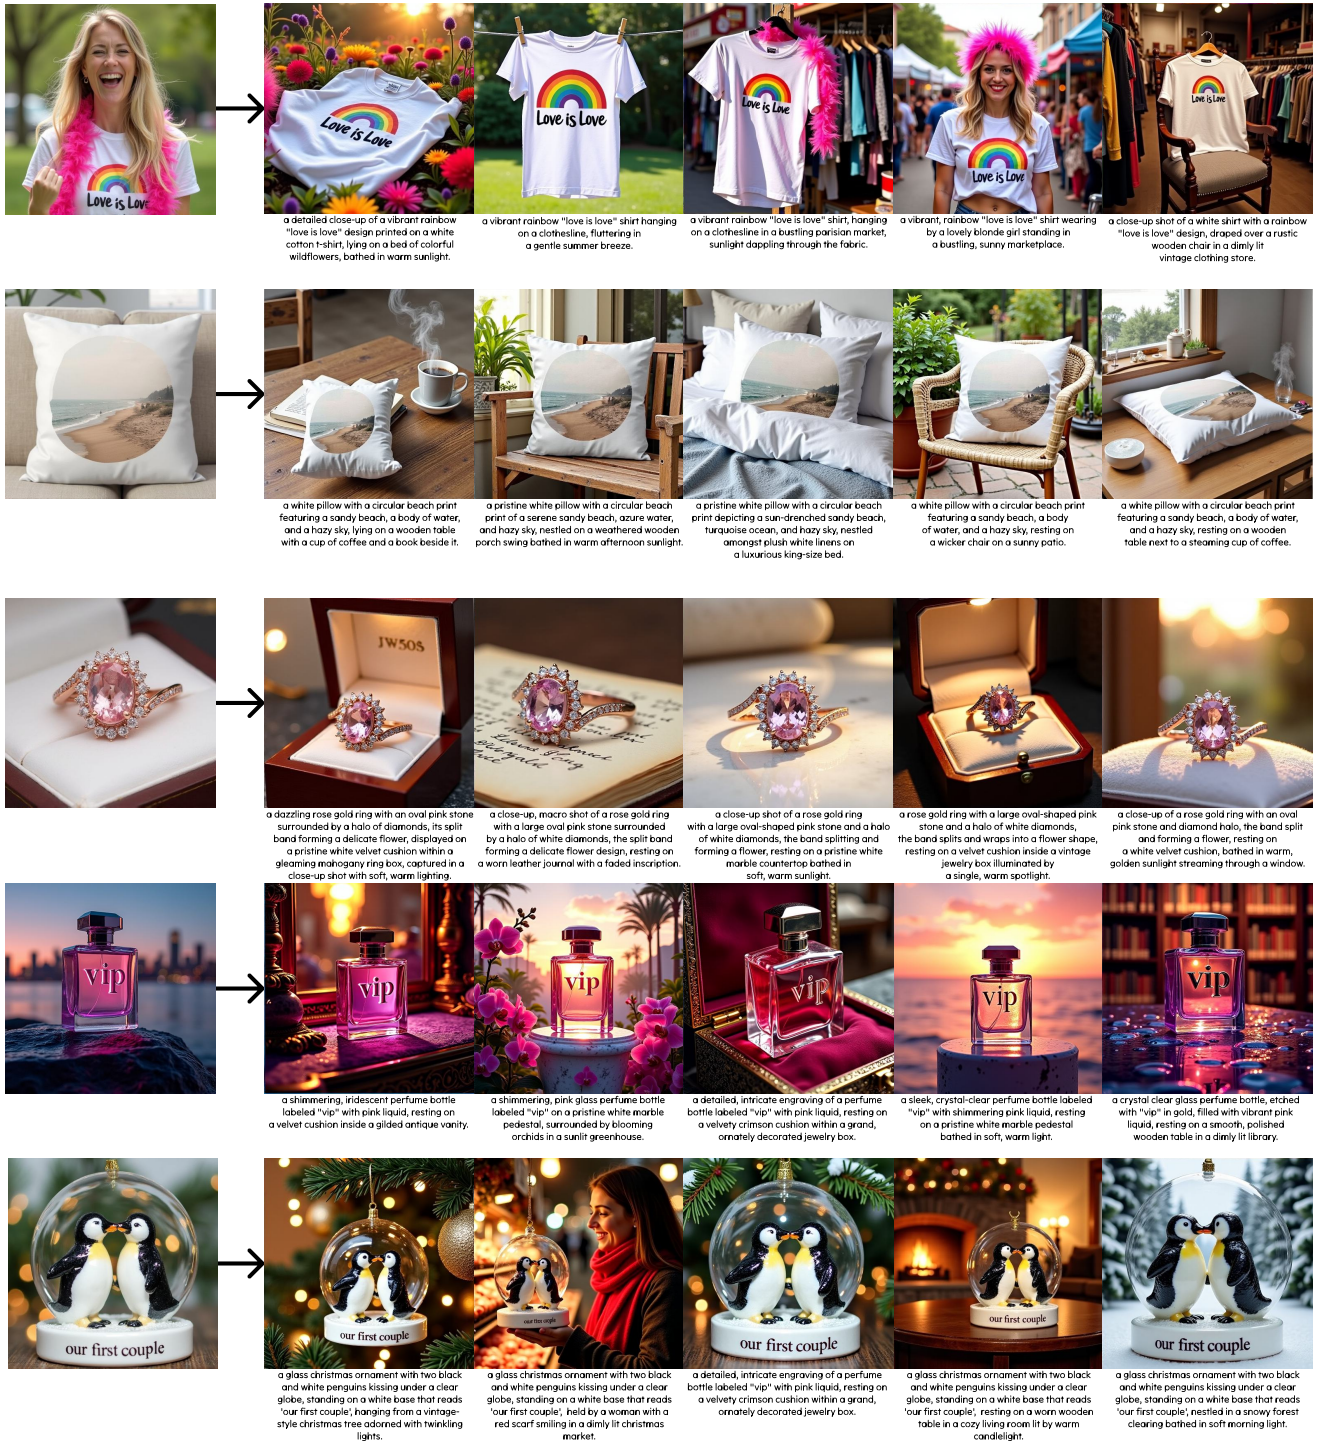 Love is Love
Love is Love
Love is Love
Love is Love
Love is Love
Love is Love
a detailed close-up of a vibrant rainbow
"love is love" design printed on a white
cotton t-shirt, lying on a bed of colorful
wildflowers, bathed in warm sunlight.
a vibrant rainbow "love is love" shirt hanging
on a clothesline, fluttering in
a gentle summer breeze.
a vibrant rainbow "love is love" shirt, hanging
on a clothesline in a bustling parisian market,
sunlight dappling through the fabric.
a vibrant, rainbow "love is love" shirt wearing
by a lovely blonde girl standing in
a bustling, sunny marketplace.
a close-up shot of a white shirt with a rainbow
"love is love" design, draped over a rustic
wooden chair in a dimly lit
vintage clothing store.
a white pillow with a circular beach print
featuring a sandy beach, a body of water,
and a hazy sky, lying on a wooden table
with a cup of coffee and a book beside it.
a pristine white pillow with a circular beach
print of a serene sandy beach, azure water,
and hazy sky, nestled on a weathered wooden
porch swing bathed in warm afternoon sunlight.
a pristine white pillow with a circular beach
print depicting a sun-drenched sandy beach,
turquoise ocean, and hazy sky, nestled
amongst plush white linens on
a luxurious king-size bed.
a white pillow with a circular beach print
featuring a sandy beach, a body
of water, and a hazy sky, resting on
a wicker chair on a sunny patio.
a white pillow with a circular beach print
featuring a sandy beach, a body of water,
and a hazy sky, resting on a wooden
table next to a steaming cup of coffee.
JW50S
a dazzling rose gold ring with an oval pink stone
surrounded by a halo of diamonds, its split
band forming a delicate flower, displayed on
a pristine white velvet cushion within a
gleaming mahogany ring box, captured in a
close-up shot with soft, warm lighting.
a close-up, macro shot of a rose gold ring
with a large oval pink stone surrounded
by a halo of white diamonds, the split band
forming a delicate flower design, resting on
a worn leather journal with a faded inscription.
a close-up shot of a rose gold ring
with a large oval-shaped pink stone and a halo
of white diamonds, the band splitting and
forming a flower, resting on a pristine white
marble countertop bathed in
soft, warm sunlight.
a rose gold ring with a large oval-shaped pink
stone and a halo of white diamonds,
the band splits and wraps into a flower shape,
resting on a velvet cushion inside a vintage
jewelry box illuminated by
a single, warm spotlight.
a close-up of a rose gold ring with an oval
pink stone and diamond halo, the band split
and forming a flower, resting on
a white velvet cushion, bathed in warm,
golden sunlight streaming through a window.
vip
vip
vip
vip
vip
vip
a shimmering, iridescent perfume bottle
labeled "vip" with pink liquid, resting on
a velvet cushion inside a gilded antique vanity.
a shimmering, pink glass perfume bottle
labeled "vip" on a pristine white marble
pedestal, surrounded by blooming
orchids in a sunlit greenhouse.
a detailed, intricate engraving of a perfume
bottle labeled "vip" with pink liquid, resting on
a velvety crimson cushion within a grand,
ornately decorated jewelry box.
a sleek, crystal-clear perfume bottle labeled
"vip" with shimmering pink liquid, resting
on a pristine white marble pedestal
bathed in soft, warm light.
a crystal clear glass perfume bottle, etched
with "vip" in gold, filled with vibrant pink
liquid, resting on a smooth, polished
wooden table in a dimly lit library.
our first couple
our first couple
our first couple
our first couple
our first couple
a glass christmas ornament with two black
and white penguins kissing under a clear
globe, standing on a white base that reads
'our first couple', hanging from a vintage-
style christmas tree adorned with twinkling
lights.
a glass christmas ornament with two black
and white penguins kissing under a clear
globe, standing on a white base that reads
'our first couple', held by a woman with a
red scarf smiling in a dimly lit christmas
market.
a detailed, intricate engraving of a perfume
bottle labeled "vip" with pink liquid, resting on
a velvety crimson cushion within a grand,
ornately decorated jewelry box.
a glass christmas ornament with two black
and white penguins kissing under a clear
globe, standing on a white base that reads
'our first couple', resting on a worn wooden
table in a cozy living room lit by warm
candlelight.
a glass christmas ornament with two black
and white penguins kissing under a clear
globe, standing on a white base that reads
'our first couple', nestled in a snowy forest
clearing bathed in soft morning light.